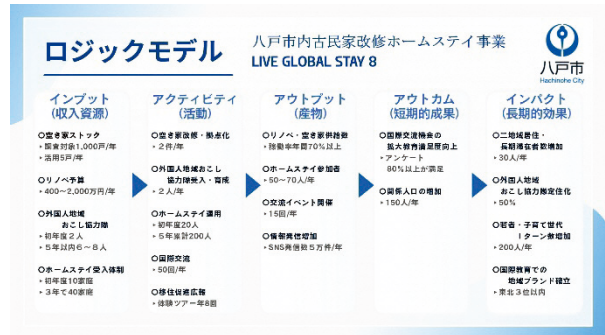 ロジックモデル
八戸市内古民家改修ホームステイ事業
LIVE GLOBAL STAY 8
八戸市
Hachinohe City
インプット
(収入資源)
○空き家ストック
▸調査対象1,000戸/年
▸活用5戸/年
○リノベ予算
▸400~2,000万円/年
○外国人地域
おこし協力隊
▸初年度2人
▸5年以内6~8人
○ホームステイ受入体制
▸初年度10家庭
▸3年で40家庭
アクティビティ
(活動)
○空き家改修・拠点化
▸2件/年
○外国人地域おこし
協力隊受入・育成
▸2人/年
○ホームステイ運用
▸初年度20人
▸5年累計200人
○国際交流
▸50回/年
○移住促進広報
▸体験ツアー年8回
アウトプット
(産物)
○リノベ・空き家供給数
▸稼働率年間70%以上
○ホームステイ参加者
▸50~70人/年
○交流イベント開催
▸15回/年
○情報発信増加
▸SNS発信数5万件/年
アウトカム
(短期的成果)
○国際交流機会の
拡大教育満足度向上
▸アンケート
80%以上が満足
○関係人口の増加
▸150人/年
インパクト
(長期的効果)
○二地域居住・
長期滞在者数増加
▸30人/年
○外国人地域
おこし協力隊定住化
▸50%
○若者・子育て世代
Iターン数増加
▸200人/年
○国際教育での
地域ブランド確立
▸東北3位以内